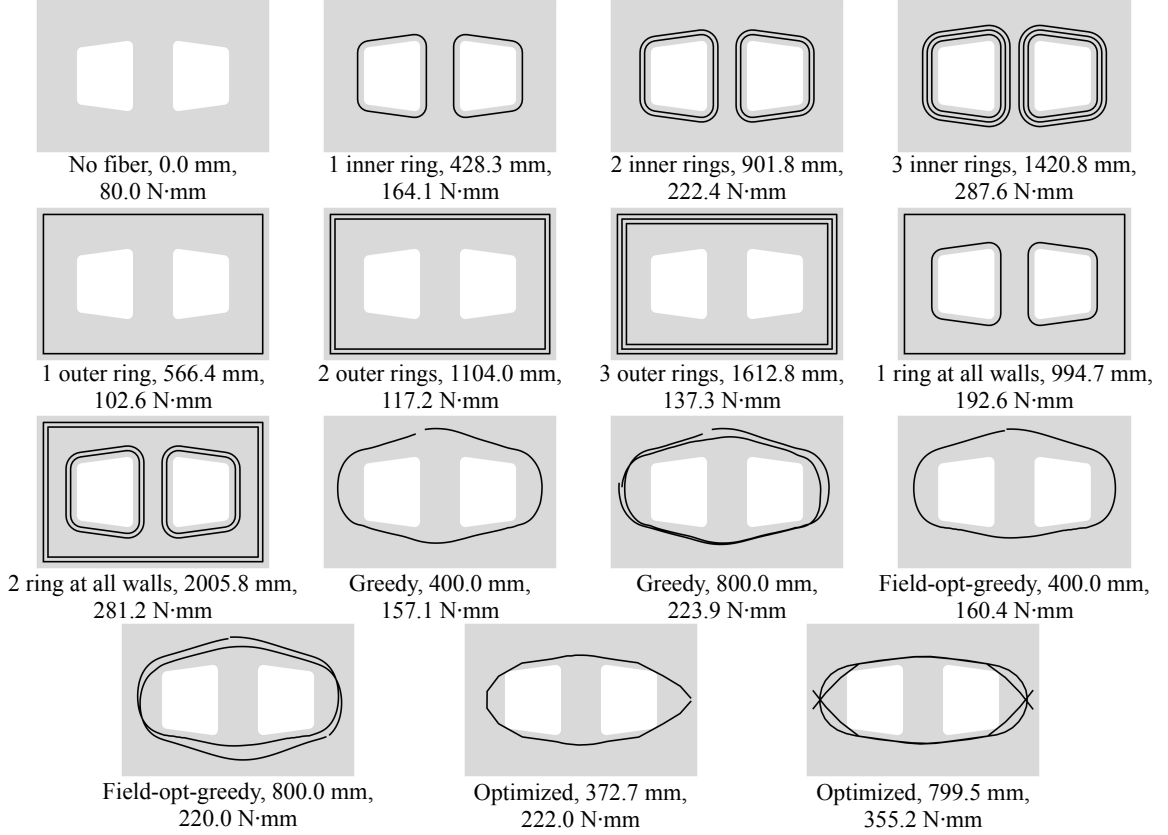 No fiber, 0.0 mm,
80.0 N·mm
1 inner ring, 428.3 mm,
164.1 N·mm
2 inner rings, 901.8 mm,
222.4 N·mm
3 inner rings, 1420.8 mm,
287.6 N·mm
1 outer ring, 566.4 mm,
102.6 N·mm
2 outer rings, 1104.0 mm,
117.2 N·mm
3 outer rings, 1612.8 mm,
137.3 N·mm
1 ring at all walls, 994.7 mm,
192.6 N·mm
2 ring at all walls, 2005.8 mm,
281.2 N·mm
Greedy, 400.0 mm,
157.1 N·mm
Greedy, 800.0 mm,
223.9 N·mm
Field-opt-greedy, 400.0 mm,
160.4 N·mm
Field-opt-greedy, 800.0 mm,
220.0 N·mm
Optimized, 372.7 mm,
222.0 N·mm
Optimized, 799.5 mm,
355.2 N·mm